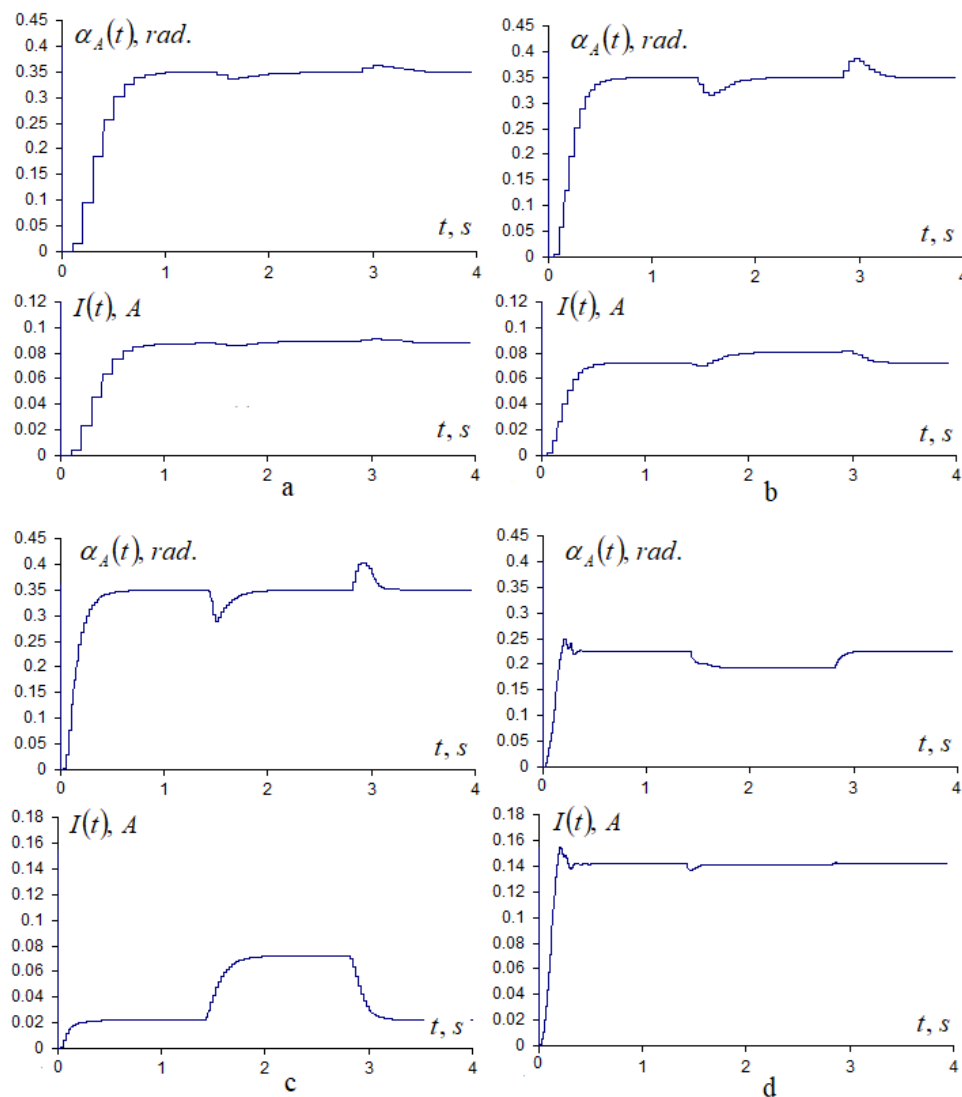 0.45
α_A(t), rad.
0.4
0.35
0.3
0.25
0.2
0.15
0.1
0.05
t, s
0
0 1 2 3 4
0.12
I(t), A
0.1
0.08
0.06
0.04
0.02
t, s
0
0 1 2 3 4
a
0.45
α_A(t), rad.
0.4
0.35
0.3
0.25
0.2
0.15
0.1
0.05
t, s
0
0 1 2 3 4
0.12
I(t), A
0.1
0.08
0.06
0.04
0.02
t, s
0
0 1 2 3 4
b
0.45
α_A(t), rad.
0.4
0.35
0.3
0.25
0.2
0.15
0.1
0.05
t, s
0
0 1 2 3 4
0.18
I(t), A
0.16
0.14
0.12
0.1
0.08
0.06
0.04
0.02
t, s
0
0 1 2 3 4
c
0.45
α_A(t), rad.
0.4
0.35
0.3
0.25
0.2
0.15
0.1
0.05
t, s
0
0 1 2 3 4
0.18
I(t), A
0.16
0.14
0.12
0.1
0.08
0.06
0.04
0.02
t, s
0
0 1 2 3 4
d